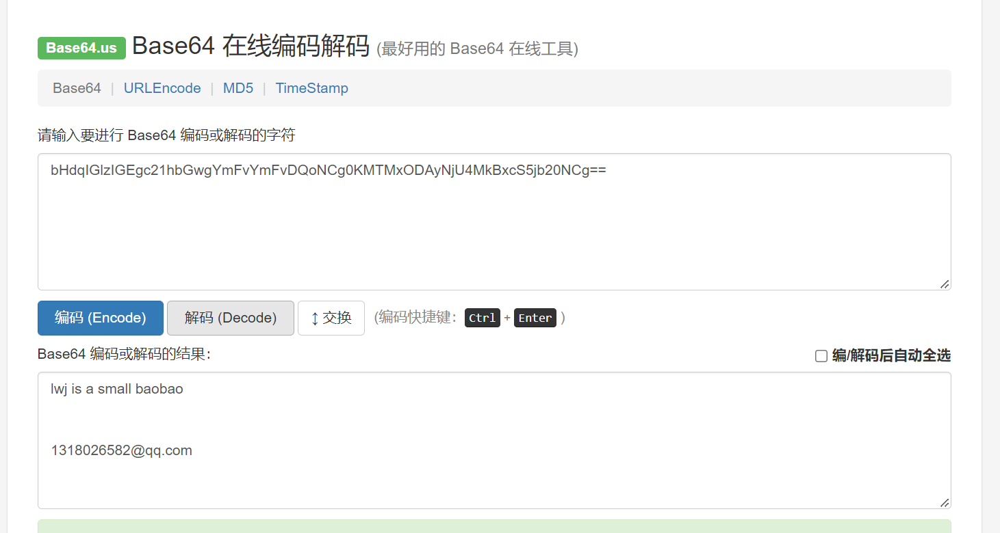 Base64.us Base64 在线编码解码 (最好用的 Base64 在线工具)
Base64 | URLEncode | MD5 | TimeStamp
请输入要进行 Base64 编码或解码的字符
bHdqIGlzIGEgc21hbGwgYmFvYmFvDQoNCg0KMTMxODAyNjU4MkBxcS5jb20NCg==
编码 (Encode) 解码 (Decode) ↕ 交换 (编码快捷键: Ctrl + Enter )
Base64 编码或解码的结果: 编/解码后自动全选
lwj is a small baobao
1318026582@qq.com